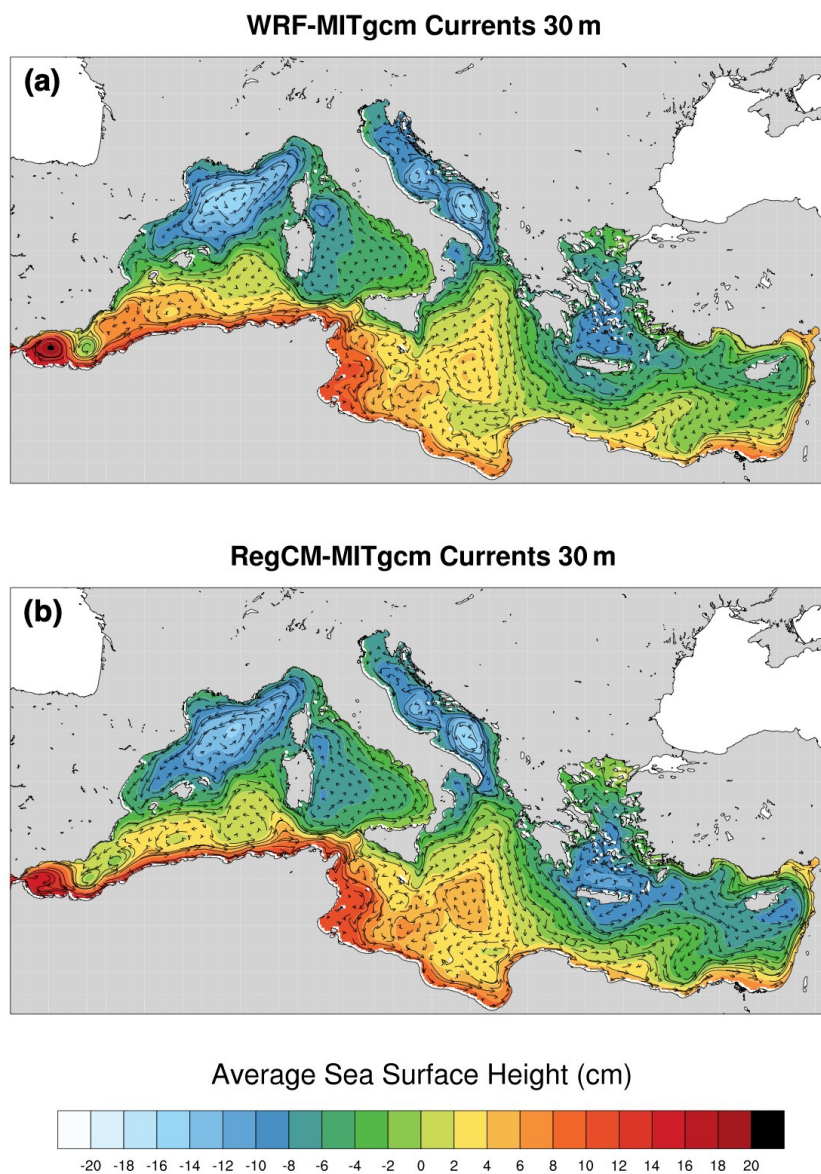 WRF-MITgcm Currents 30 m
(a)
RegCM-MITgcm Currents 30 m
(b)
Average Sea Surface Height (cm)
-20 -18 -16 -14 -12 -10 -8 -6 -4 -2 0 2 4 6 8 10 12 14 16 18 20